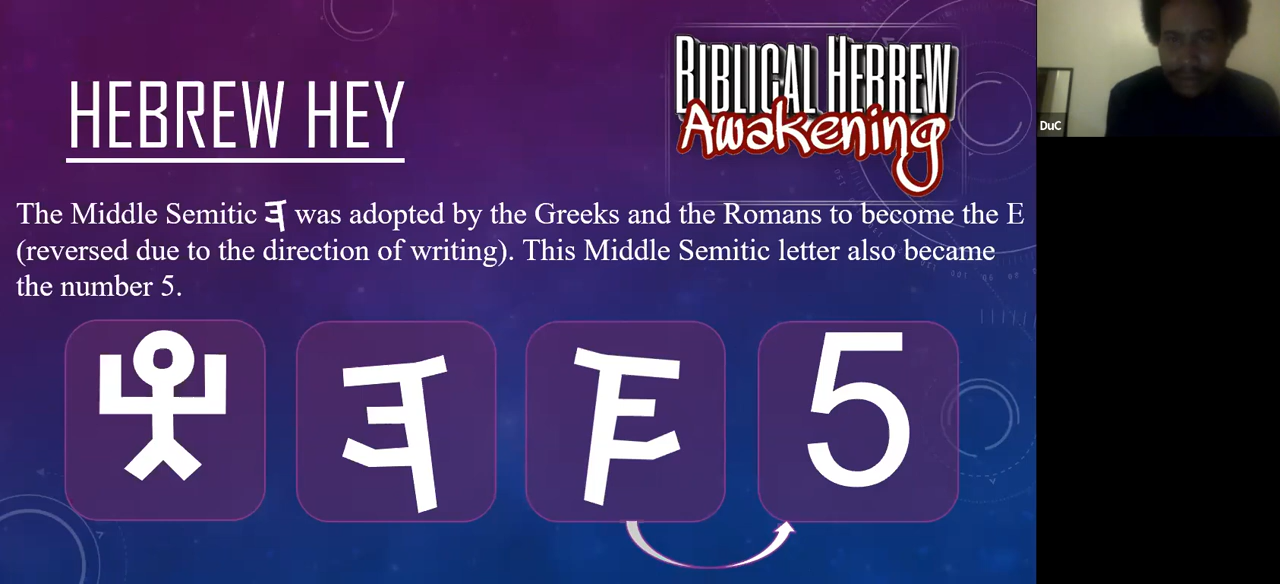 BIBLICAL HEBREW
Awakening
HEBREW HEY
DuC
The Middle Semitic 𐤄 was adopted by the Greeks and the Romans to become the E
(reversed due to the direction of writing). This Middle Semitic letter also became
the number 5.
𐤄 E 5